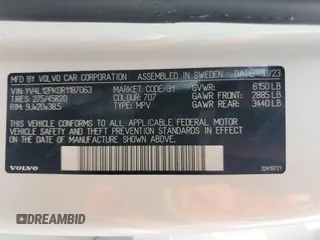 MFD BY VOLVO CAR CORPORATION ASSEMBLED IN SWEDEN DATE: 10/23
VIN: YV4L12PK0R1187063 MARKET CODE: 31 GVWR: 6150 LB
TIRES: 275/45R20 COLOUR: 707 GAWR FRONT: 2885 LB
RIM: 9Jx20x38.5 TYPE: MPV GAWR REAR: 3440 LB
THIS VEHICLE CONFORMS TO ALL APPLICABLE FEDERAL MOTOR VEHICLE
SAFETY AND THEFT PREVENTION STANDARDS IN EFFECT ON THE DATE OF
MANUFACTURE SHOWN ABOVE.
VOLVO
32419721
DREAMBID